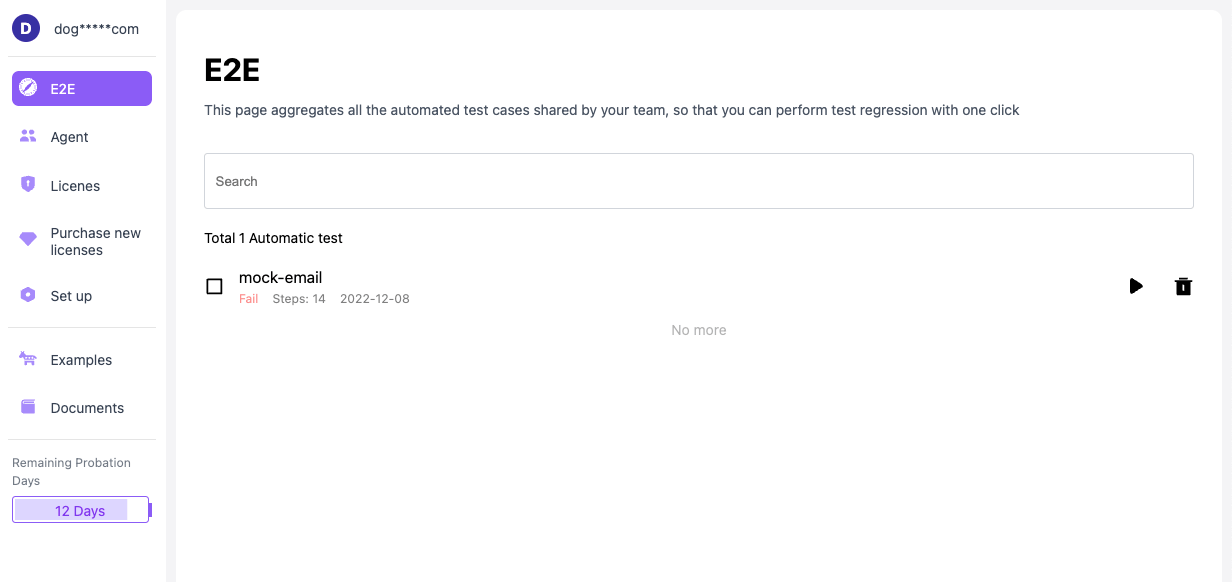 D
dog*****com
E2E
Agent
Licenes
Purchase new
licenses
Set up
Examples
Documents
Remaining Probation
Days
12 Days
E2E
This page aggregates all the automated test cases shared by your team, so that you can perform test regression with one click
Search
Total 1 Automatic test
mock-email
Fail Steps: 14 2022-12-08
No more